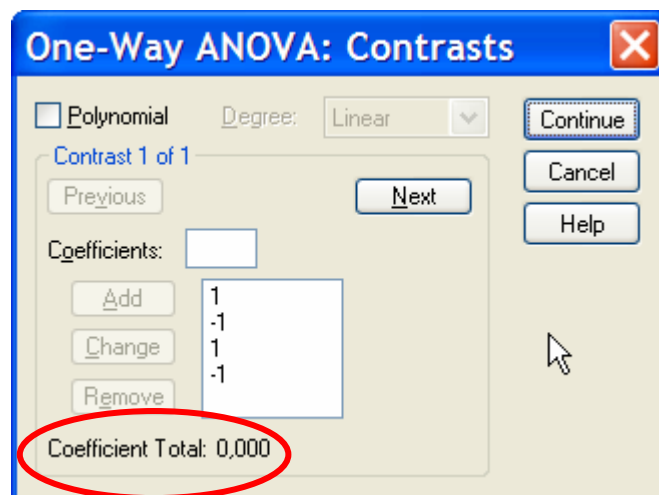 One-Way ANOVA: Contrasts
Polynomial Degree: Linear Continue
Contrast 1 of 1
Cancel
Previous Next
Help
Coefficients:
Add
1
-1
Change
1
-1
Remove
Coefficient Total: 0,000